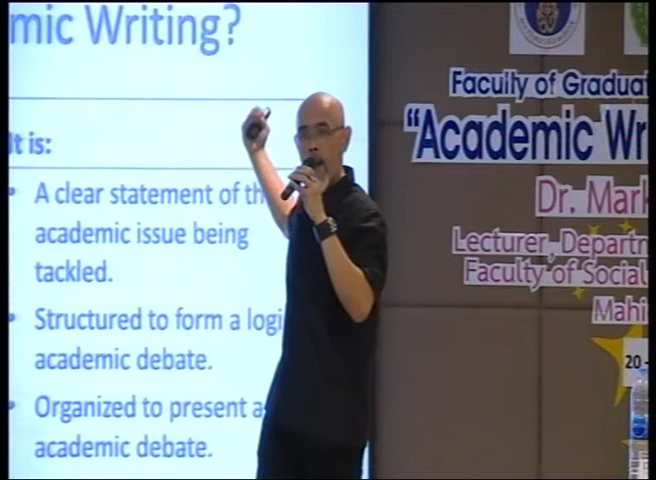 mic Writing?
It is:
• A clear statement of th
academic issue being
tackled.
• Structured to form a logi
academic debate.
• Organized to present a
academic debate.
Faculty of Graduat
"Academic Wr
Dr. Mark
Lecturer, Departm
Faculty of Social
Mahi
20